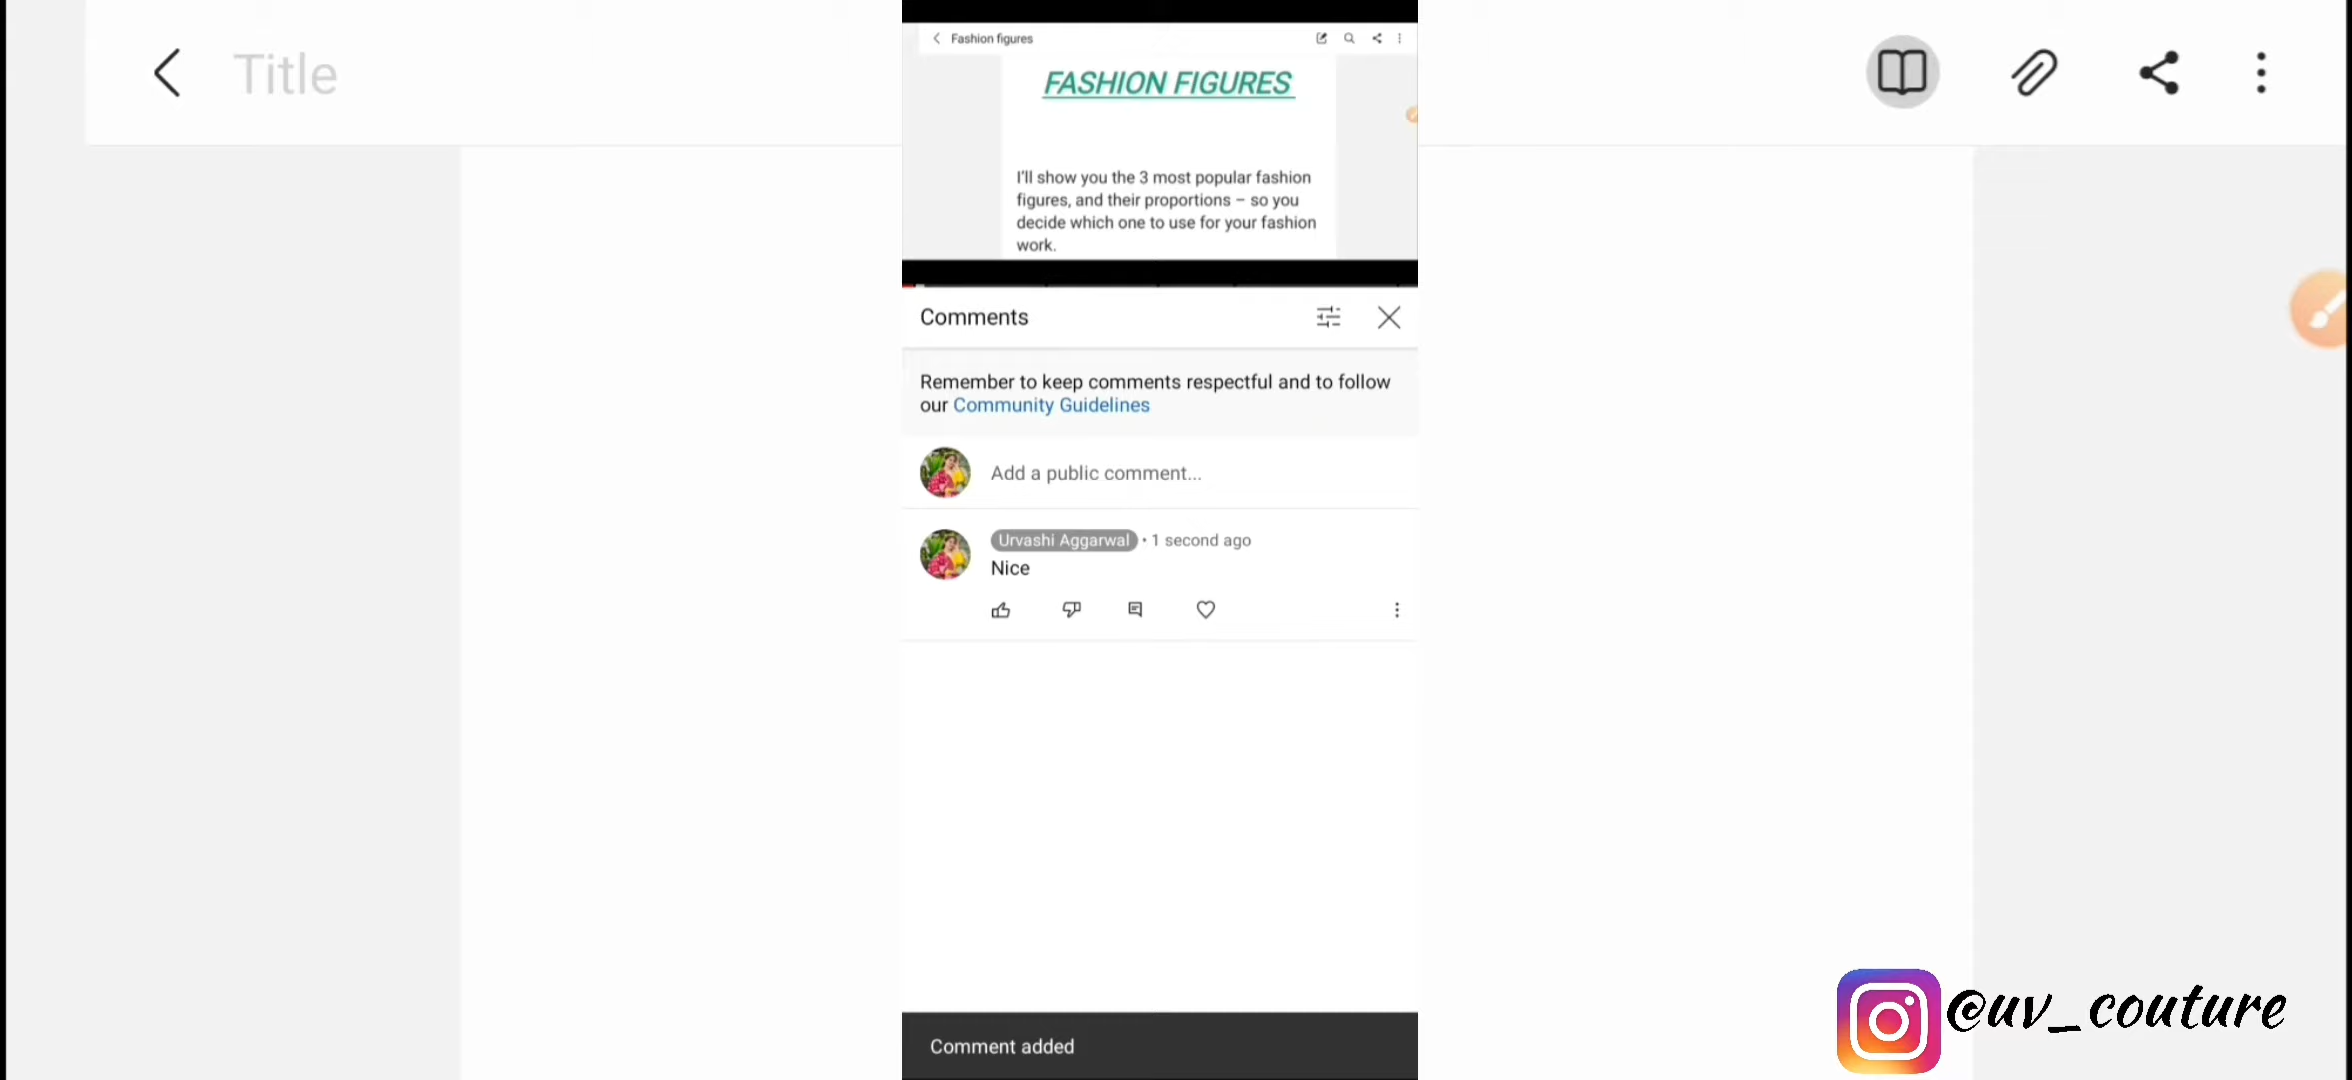 Title
Fashion figures
FASHION FIGURES
I'll show you the 3 most popular fashion
figures, and their proportions – so you
decide which one to use for your fashion
work.
Comments
Remember to keep comments respectful and to follow
our Community Guidelines
Add a public comment...
Urvashi Aggarwal • 1 second ago
Nice
Comment added
@uv_couture